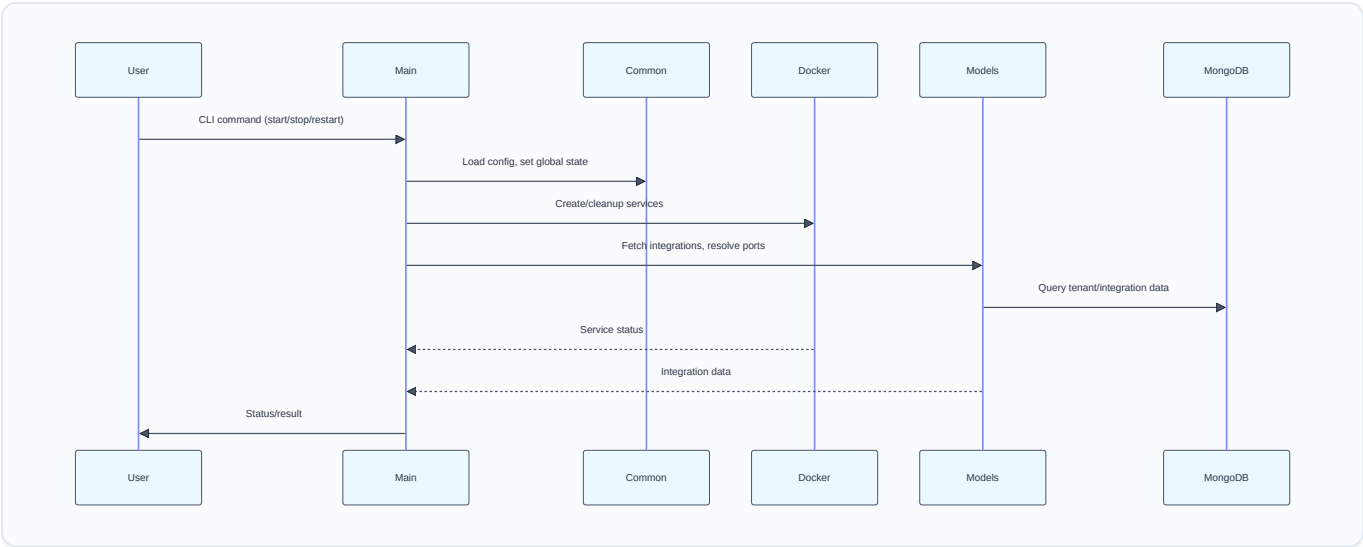 User
Main
Common
Docker
Models
MongoDB
CLI command (start/stop/restart)
Load config, set global state
Create/cleanup services
Fetch integrations, resolve ports
Query tenant/integration data
Service status
Integration data
Status/result
User
Main
Common
Docker
Models
MongoDB